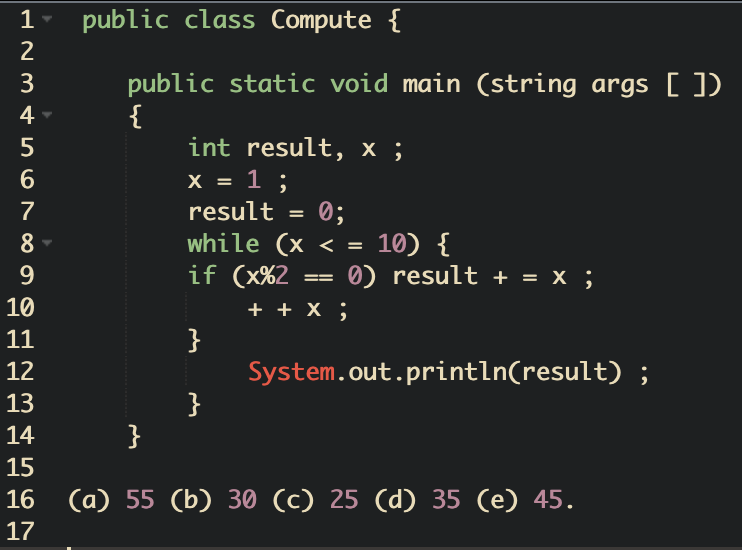 1 public class Compute {
2
3 public static void main (string args [ ])
4 {
5 int result, x ;
6 x = 1 ;
7 result = 0;
8 while (x < = 10) {
9 if (x%2 == 0) result + = x ;
10 + + x ;
11 }
12 System.out.println(result) ;
13 }
14 }
15
16 (a) 55 (b) 30 (c) 25 (d) 35 (e) 45.
17